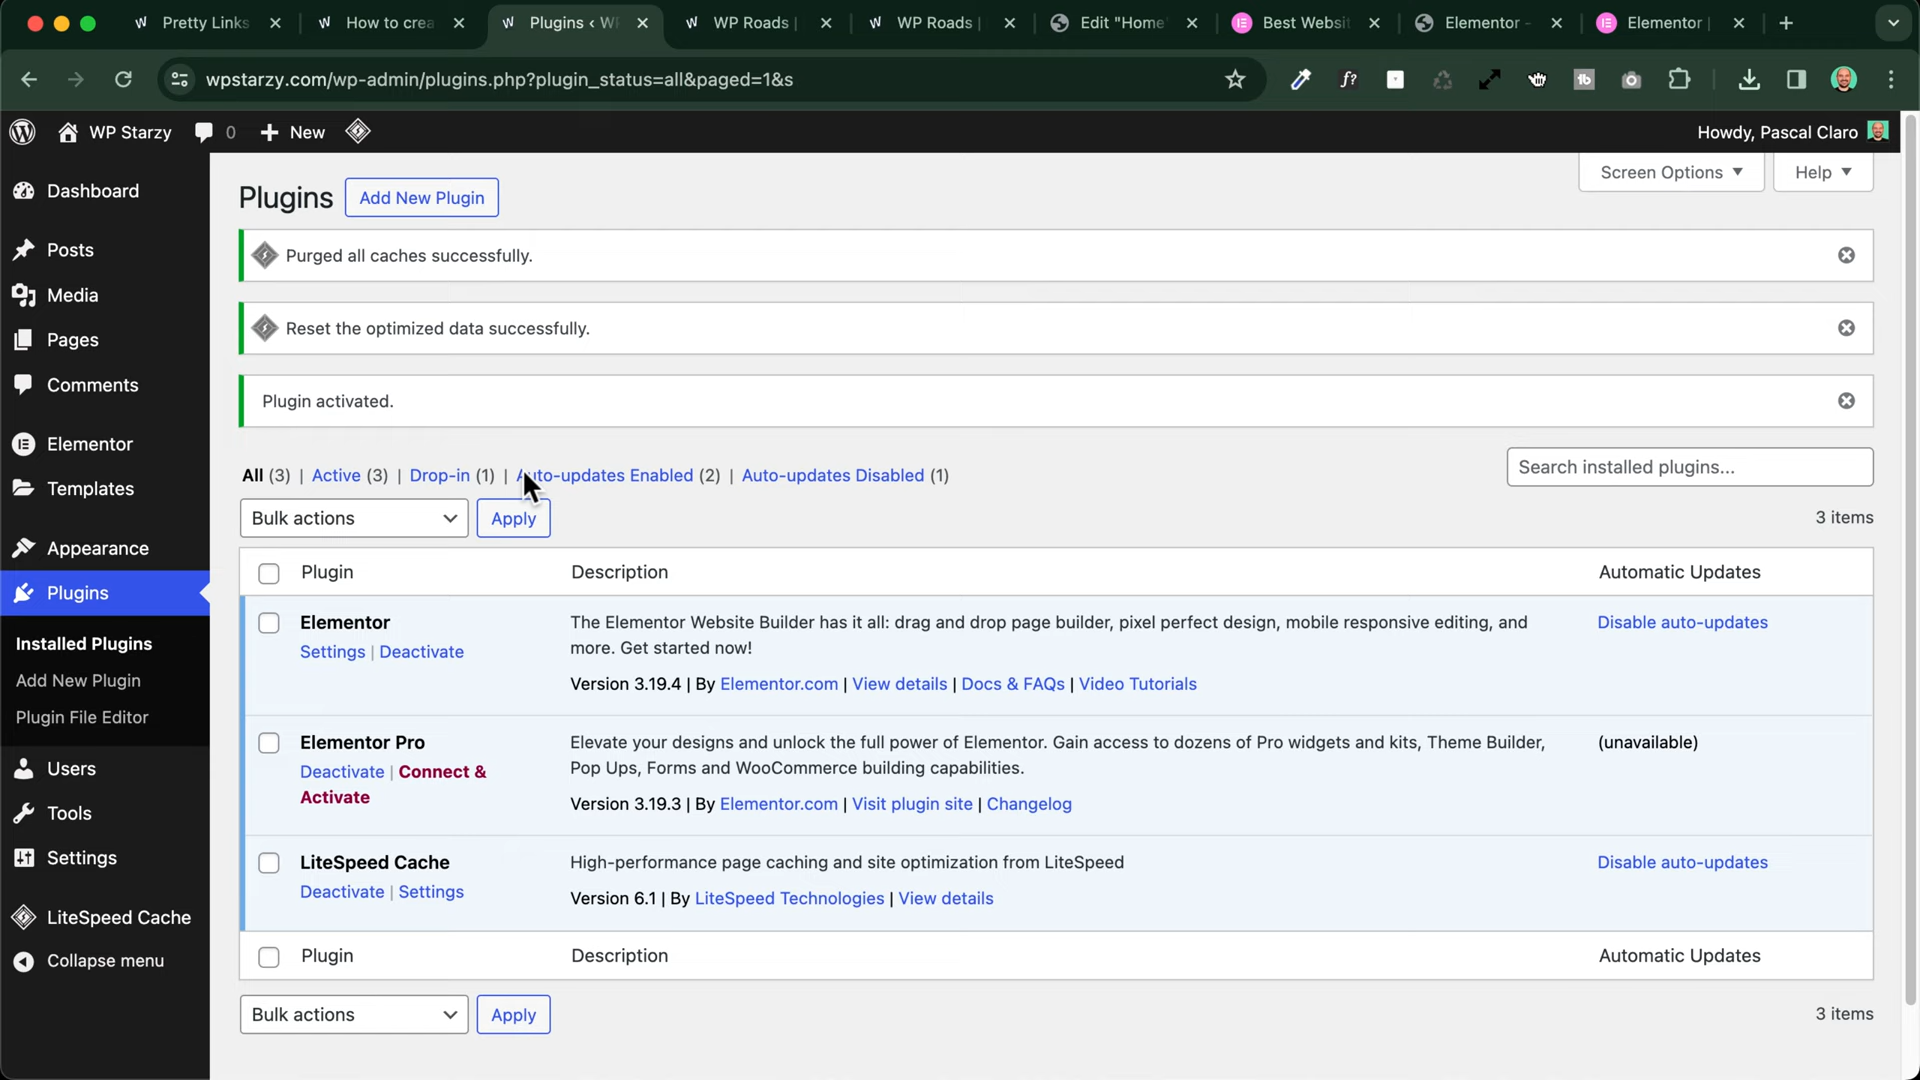 Pretty Links
How to crea
Plugins ‹ W
WP Roads |
WP Roads |
Edit "Home"
Best Websi
Elementor -
Elementor |
wpstarzy.com/wp-admin/plugins.php?plugin_status=all&paged=1&s
WP Starzy
0
New
Howdy, Pascal Claro
Dashboard
Posts
Media
Pages
Comments
Elementor
Templates
Appearance
Plugins
Installed Plugins
Add New Plugin
Plugin File Editor
Users
Tools
Settings
LiteSpeed Cache
Collapse menu
Screen Options
Help
Plugins
Add New Plugin
Purged all caches successfully.
Reset the optimized data successfully.
Plugin activated.
All (3) | Active (3) | Drop-in (1) | Auto-updates Enabled (2) | Auto-updates Disabled (1)
Search installed plugins...
Bulk actions
Apply
3 items
Plugin
Description
Automatic Updates
Elementor
Settings | Deactivate
The Elementor Website Builder has it all: drag and drop page builder, pixel perfect design, mobile responsive editing, and
more. Get started now!
Version 3.19.4 | By Elementor.com | View details | Docs & FAQs | Video Tutorials
Disable auto-updates
Elementor Pro
Deactivate | Connect &
Activate
Elevate your designs and unlock the full power of Elementor. Gain access to dozens of Pro widgets and kits, Theme Builder,
Pop Ups, Forms and WooCommerce building capabilities.
Version 3.19.3 | By Elementor.com | Visit plugin site | Changelog
(unavailable)
LiteSpeed Cache
Deactivate | Settings
High-performance page caching and site optimization from LiteSpeed
Version 6.1 | By LiteSpeed Technologies | View details
Disable auto-updates
Plugin
Description
Automatic Updates
Bulk actions
Apply
3 items